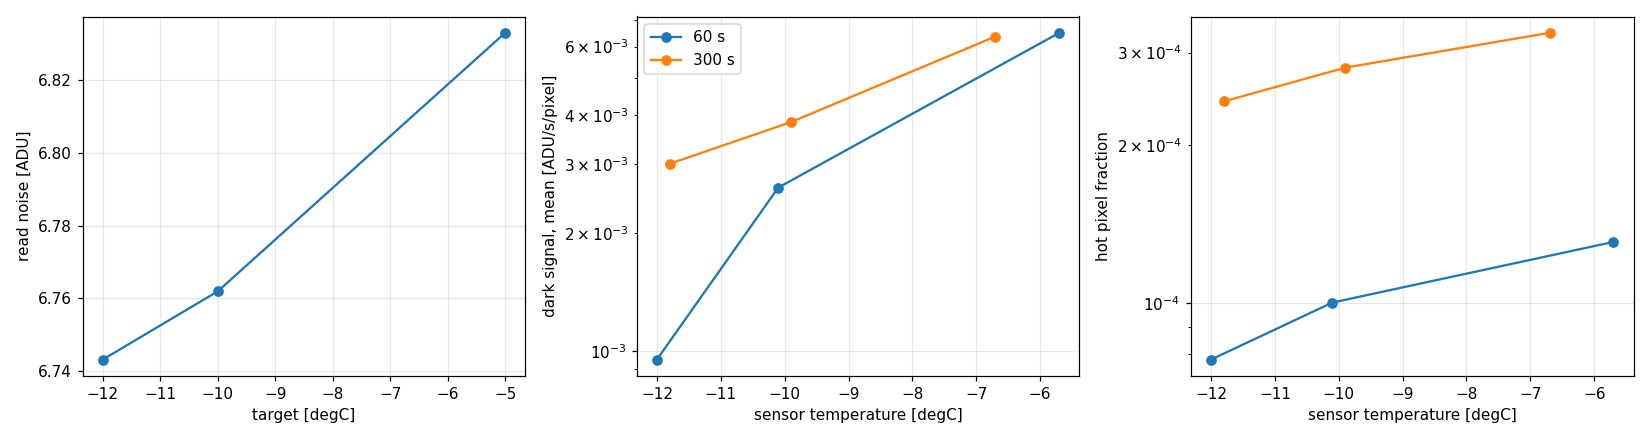 read noise [ADU]
6.82
6.80
6.78
6.76
6.74
−12
−11
−10
−9
−8
−7
−6
−5
target [degC]
dark signal, mean [ADU/s/pixel]
60 s
300 s
6 × 10⁻³
4 × 10⁻³
3 × 10⁻³
2 × 10⁻³
10⁻³
−12
−11
−10
−9
−8
−7
−6
sensor temperature [degC]
hot pixel fraction
3 × 10⁻⁴
2 × 10⁻⁴
10⁻⁴
−12
−11
−10
−9
−8
−7
−6
sensor temperature [degC]